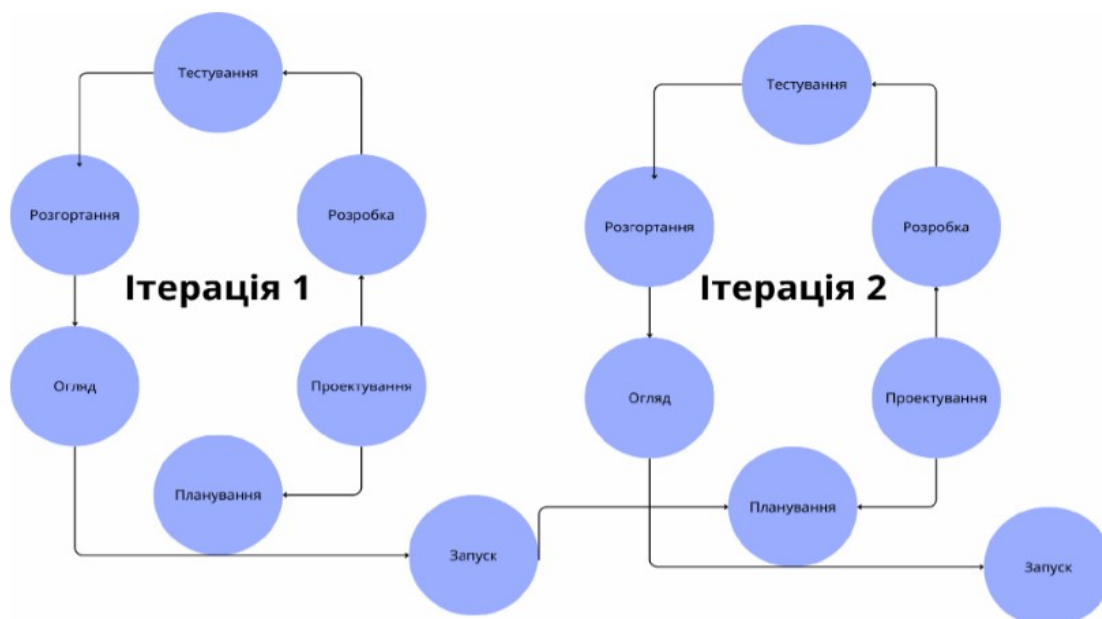 Тестування
Розгортання
Розробка
Ітерація 1
Огляд
Проектування
Планування
Запуск
Тестування
Розгортання
Розробка
Ітерація 2
Огляд
Проектування
Планування
Запуск